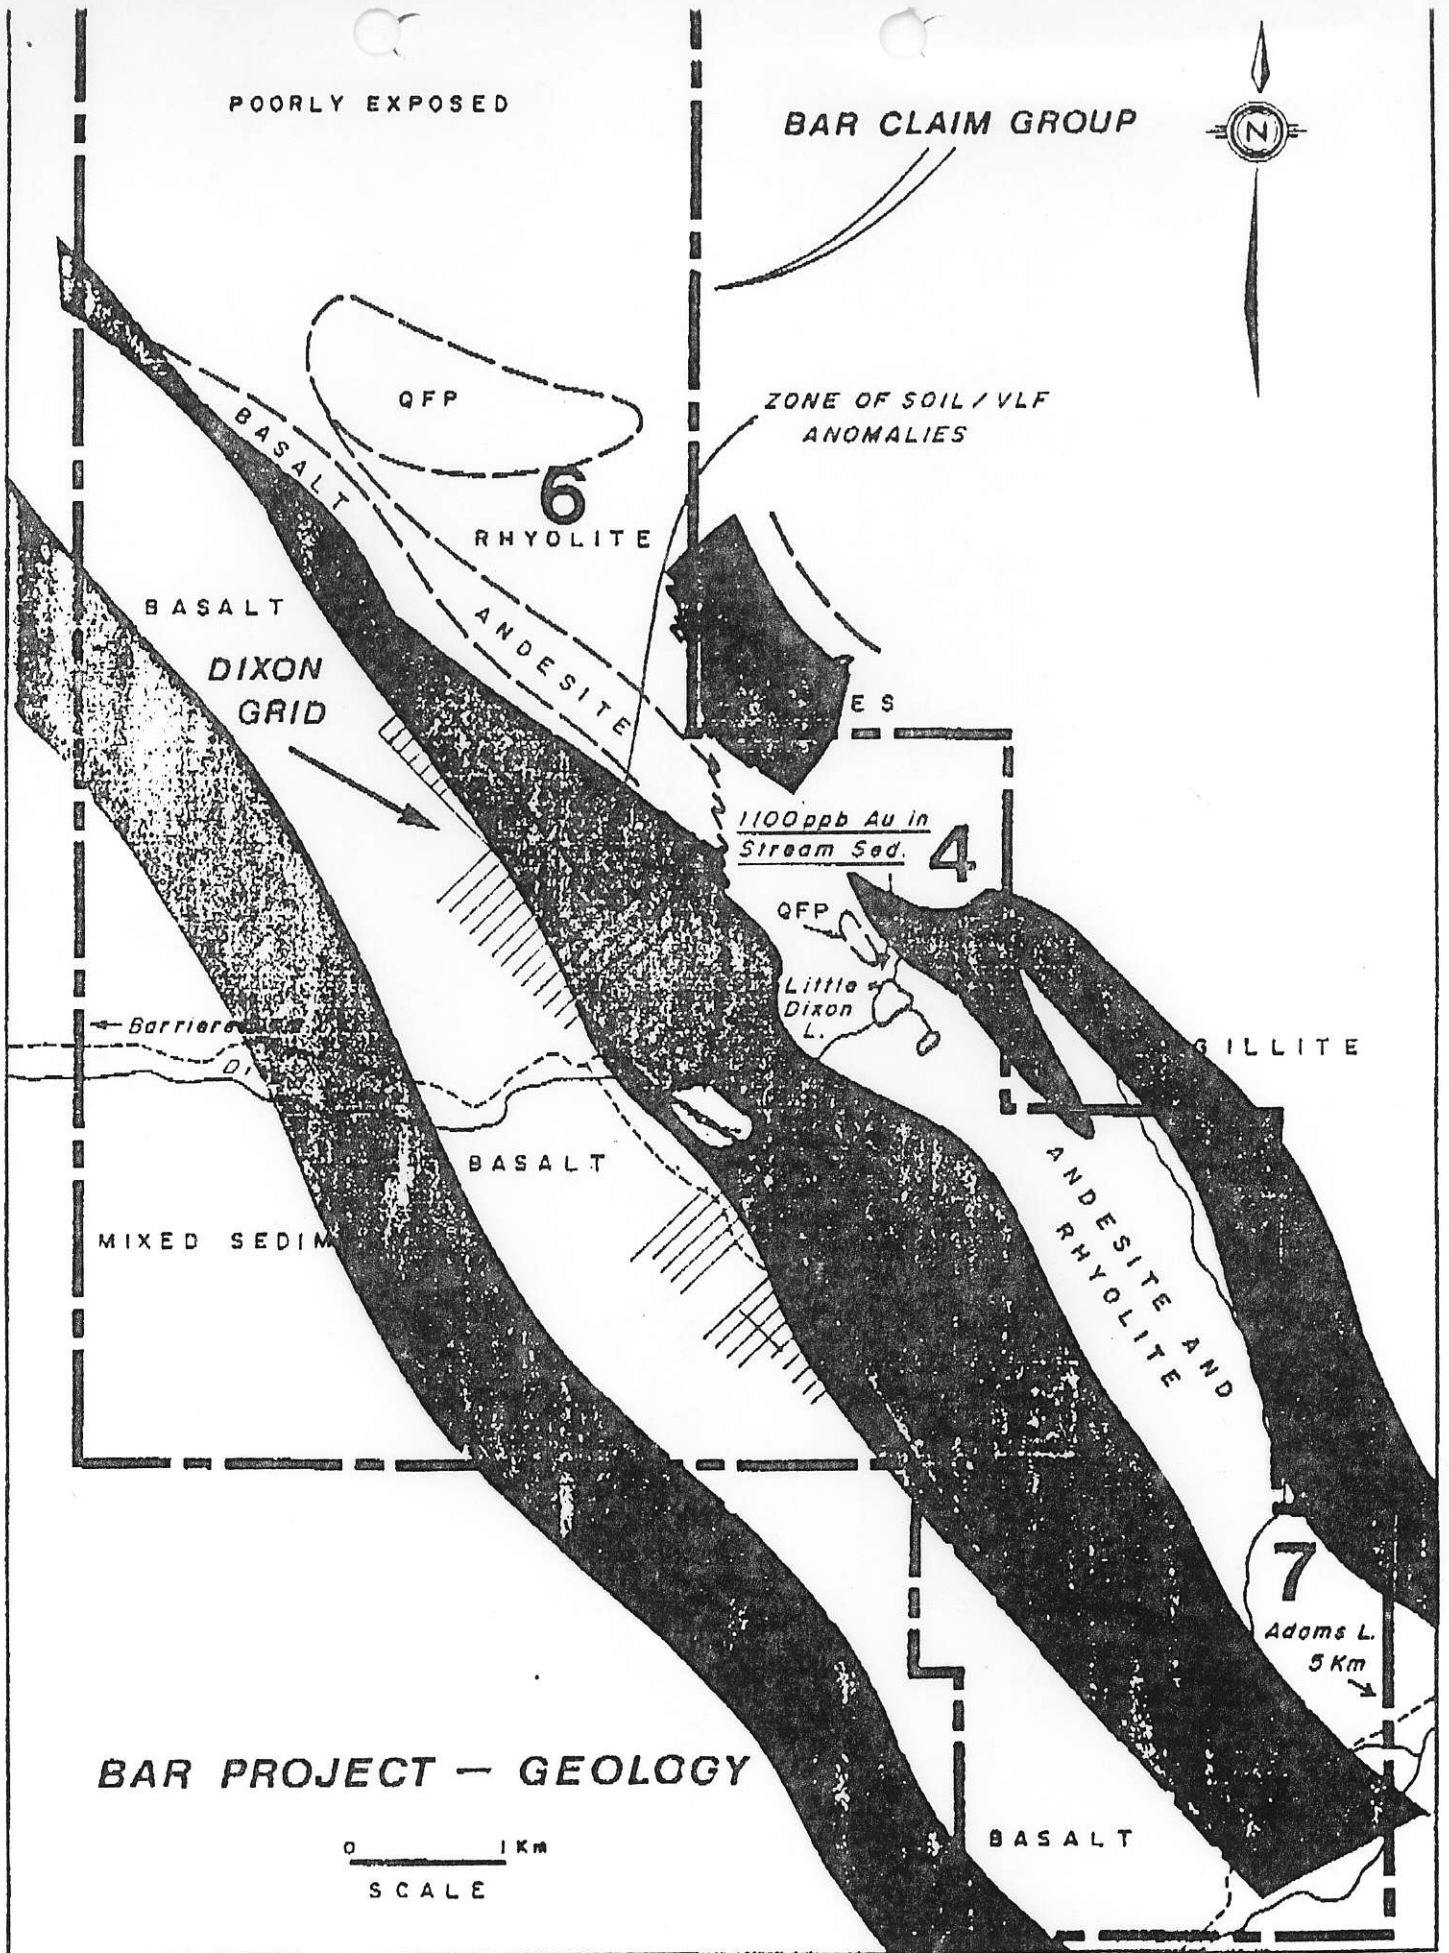 POORLY EXPOSED
BAR CLAIM GROUP
N
QFP
ZONE OF SOIL / VLF
ANOMALIES
BASALT
6
RHYOLITE
BASALT
ANDESITE
DIXON
GRID
ES
1100 ppb Au in
Stream Sed.
4
QFP
Little
Dixon
L.
Barriere
GILLITE
BASALT
MIXED SEDIM
ANDESITE AND
RHYOLITE
7
Adams L.
5 Km
BAR PROJECT — GEOLOGY
0 1 Km
SCALE
BASALT